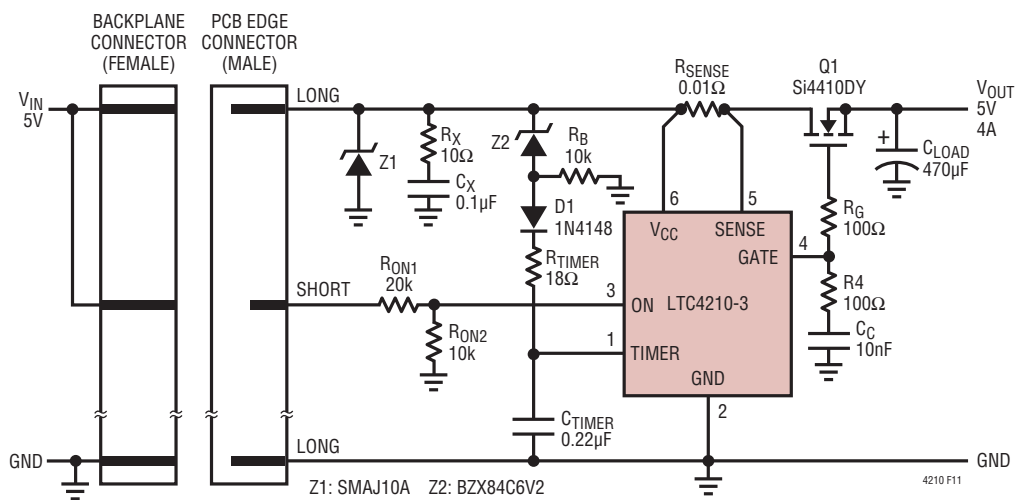 BACKPLANE
CONNECTOR
(FEMALE)
PCB EDGE
CONNECTOR
(MALE)
VIN
5V
LONG
Z1
RX
10Ω
CX
0.1µF
Z2
RB
10k
D1
1N4148
RTIMER
18Ω
RSENSE
0.01Ω
Q1
Si4410DY
VOUT
5V
4A
+
CLOAD
470µF
6
5
VCC
SENSE
GATE
4
RG
100Ω
R4
100Ω
CC
10nF
SHORT
RON1
20k
RON2
10k
3
ON
LTC4210-3
1
TIMER
GND
2
CTIMER
0.22µF
GND
LONG
GND
Z1: SMAJ10A Z2: BZX84C6V2
4210 F11